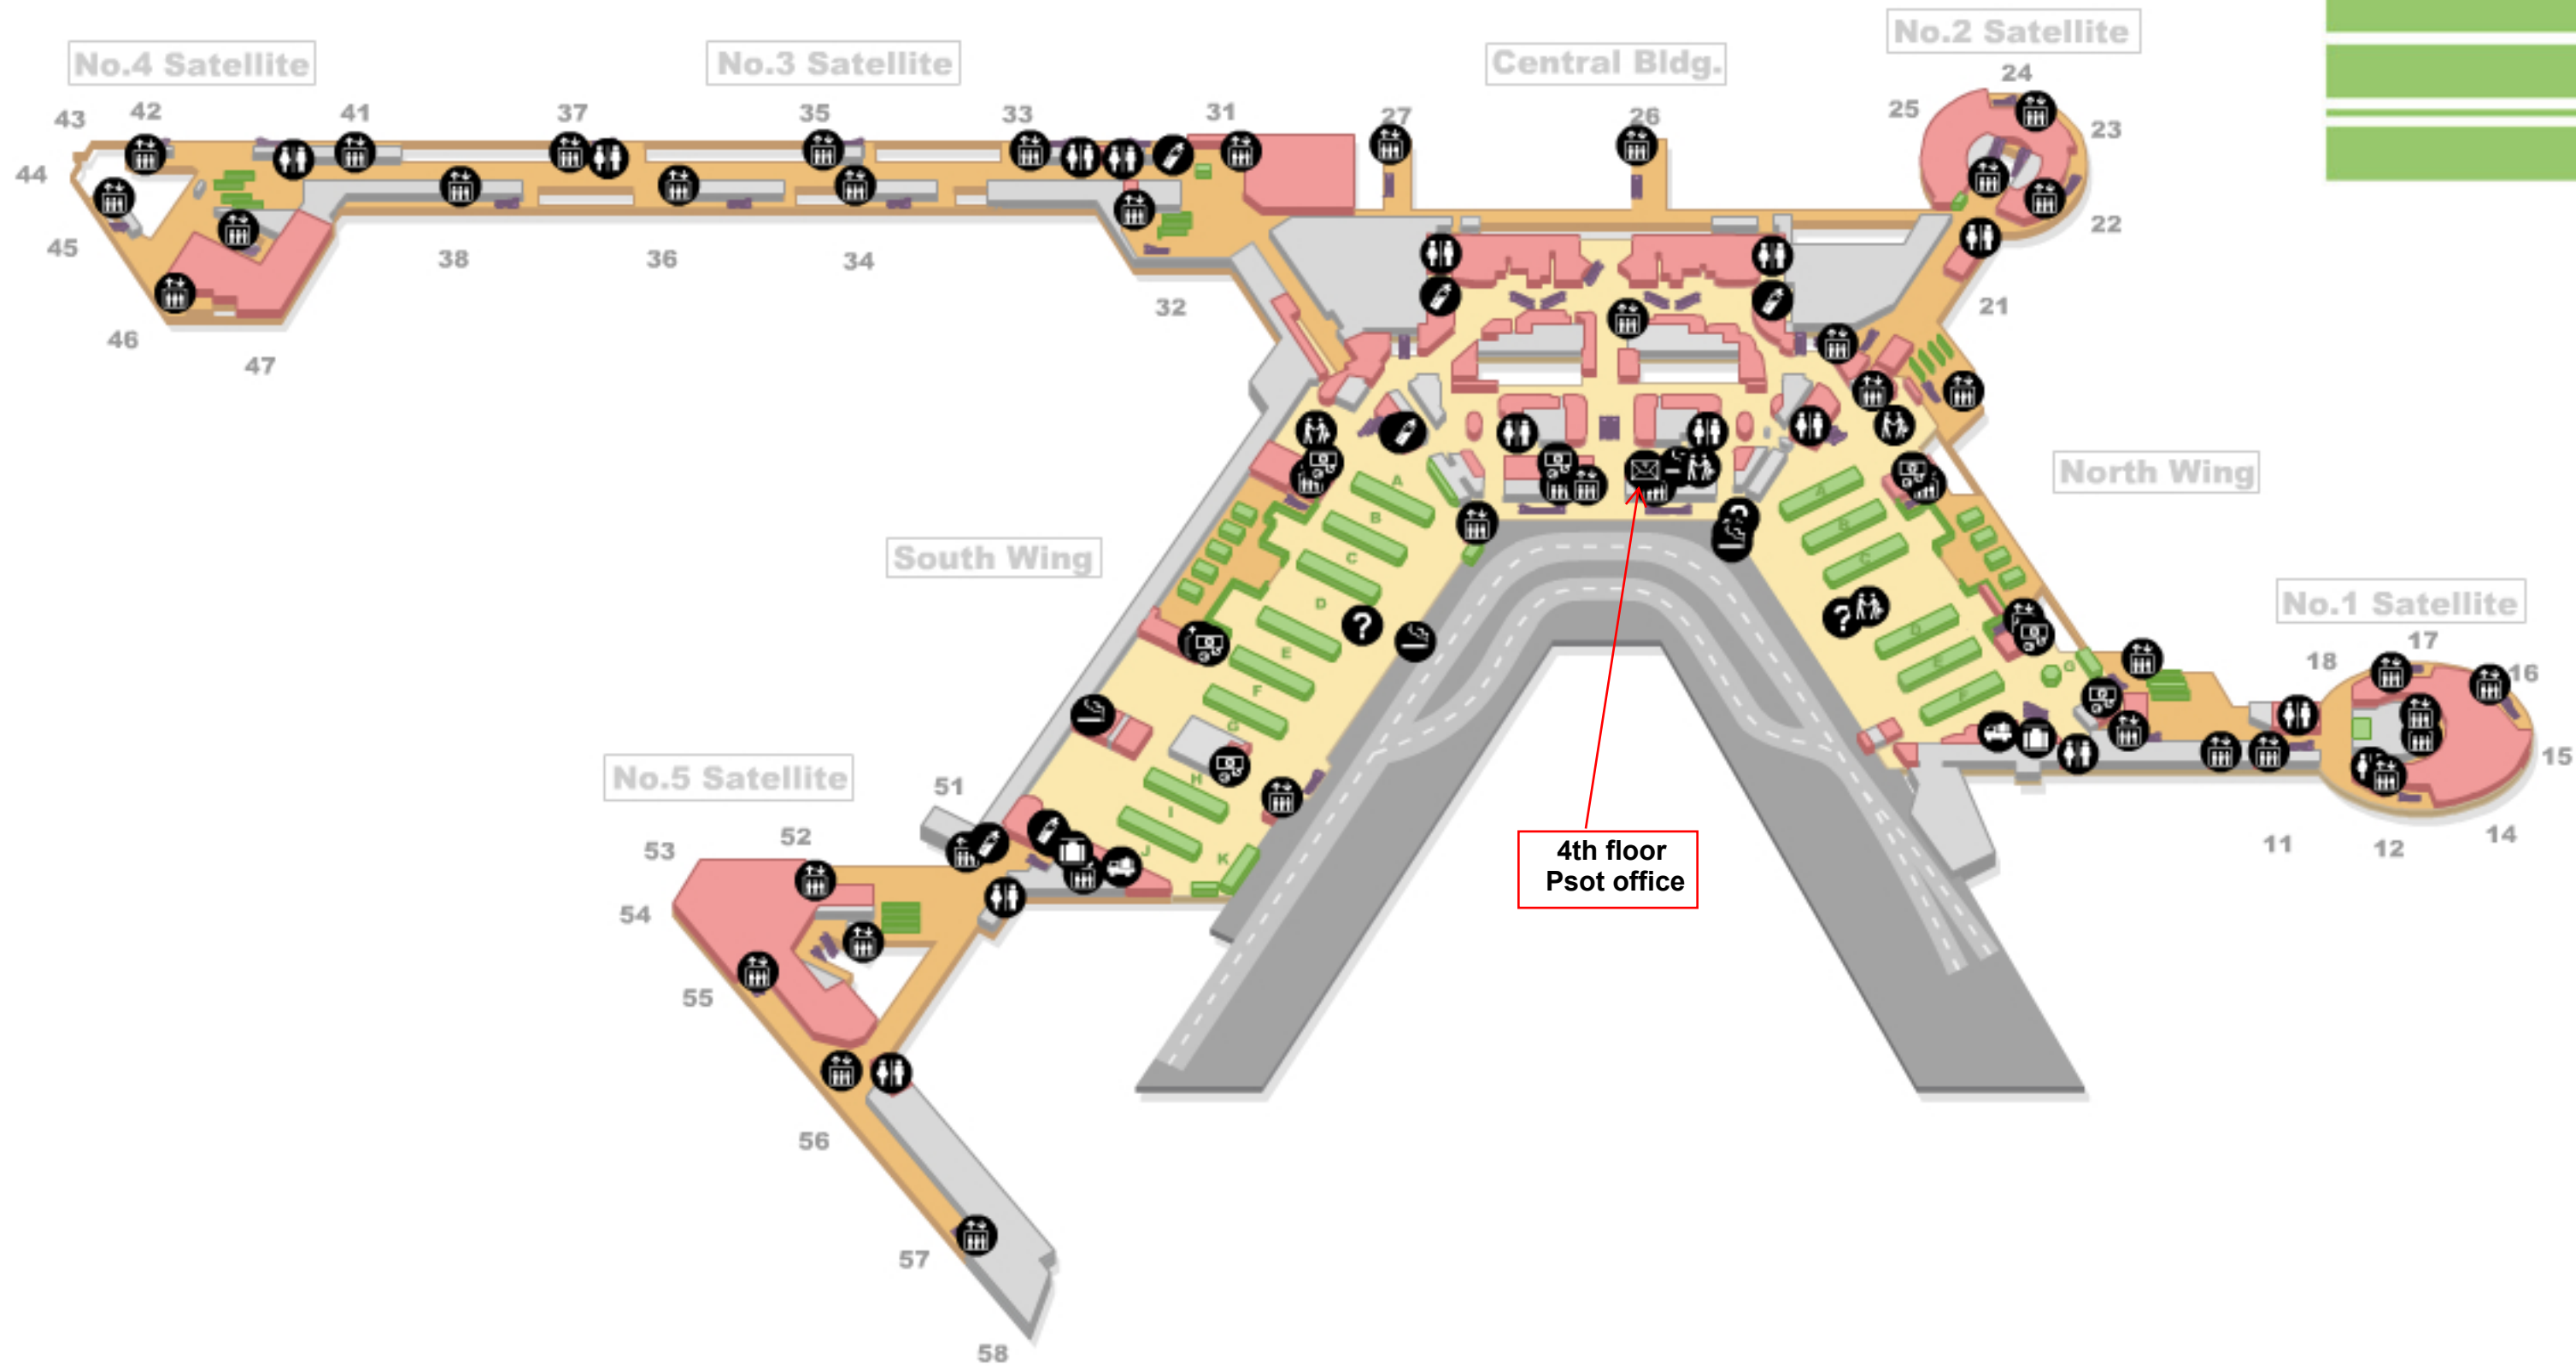 No.2 Satellite
Central Bldg.
No.3 Satellite
No.4 Satellite
24
25
23
22
21
26
27
31
33
35
37
41
42
43
44
45
46
47
38
36
34
32
North Wing
South Wing
No.1 Satellite
No.5 Satellite
A
B
C
D
E
F
G
H
I
J
K
A
B
C
D
E
F
G
17
18
16
15
14
12
11
51
52
53
54
55
56
57
58
4th floor
Psot office